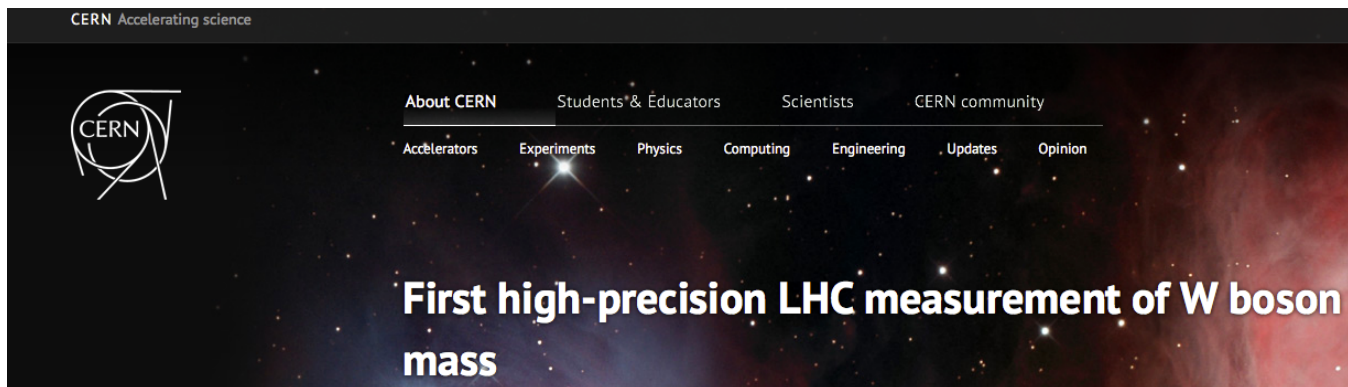 CERN Accelerating science
CERN
About CERN Students & Educators Scientists CERN community
Accelerators Experiments Physics Computing Engineering Updates Opinion
First high-precision LHC measurement of W boson
mass